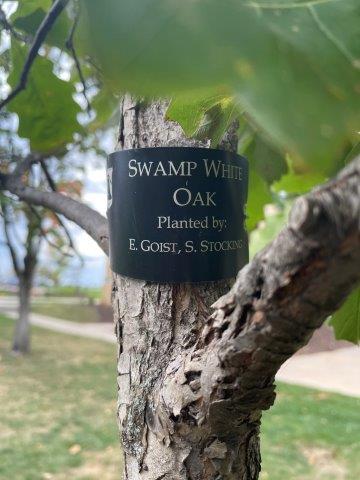 SWAMP WHITE
OAK
Planted by:
E. GOIST, S. STOCKING